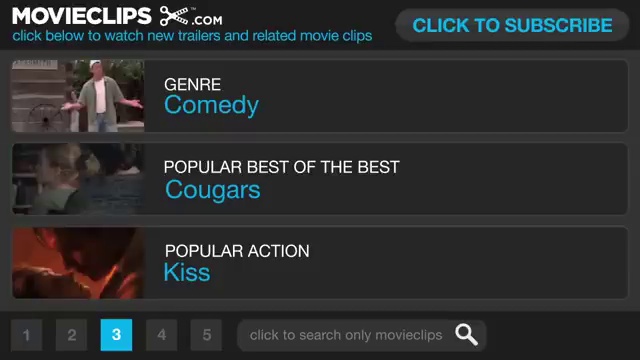 MOVIECLIPS .COM
CLICK TO SUBSCRIBE
click below to watch new trailers and related movie clips
GENRE
Comedy
POPULAR BEST OF THE BEST
Cougars
POPULAR ACTION
Kiss
1 2 3 4 5 click to search only movieclips